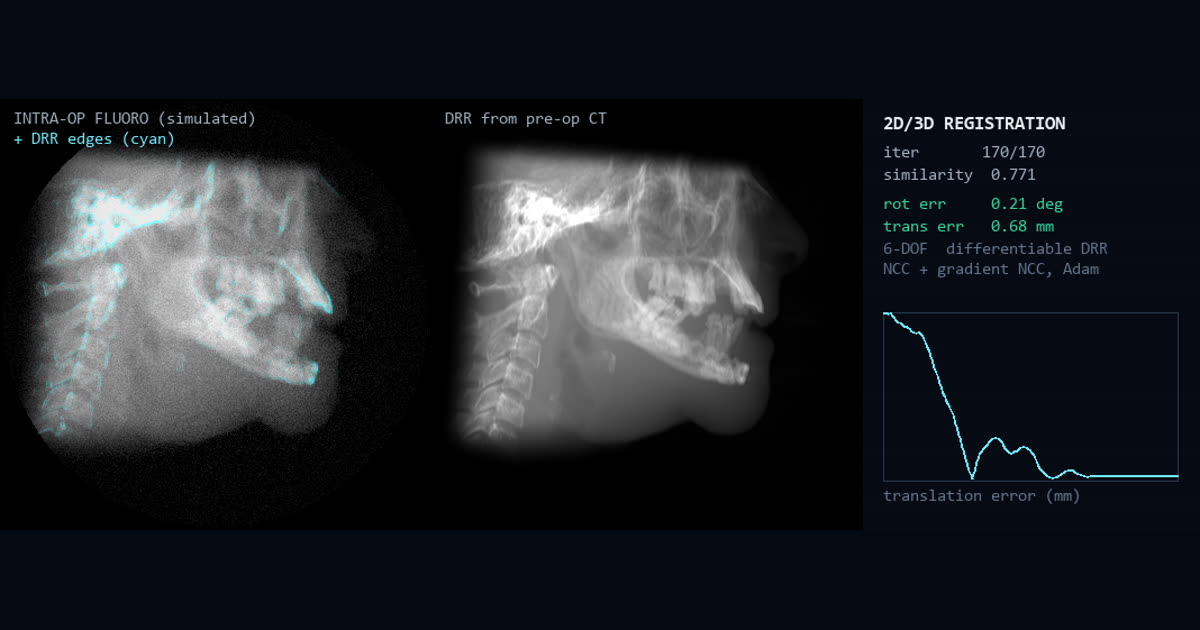 INTRA-OP FLUORO (simulated)
+ DRR edges (cyan)
DRR from pre-op CT
2D/3D REGISTRATION
iter 170/170
similarity 0.771
rot err 0.21 deg
trans err 0.68 mm
6-DOF differentiable DRR
NCC + gradient NCC, Adam
translation error (mm)